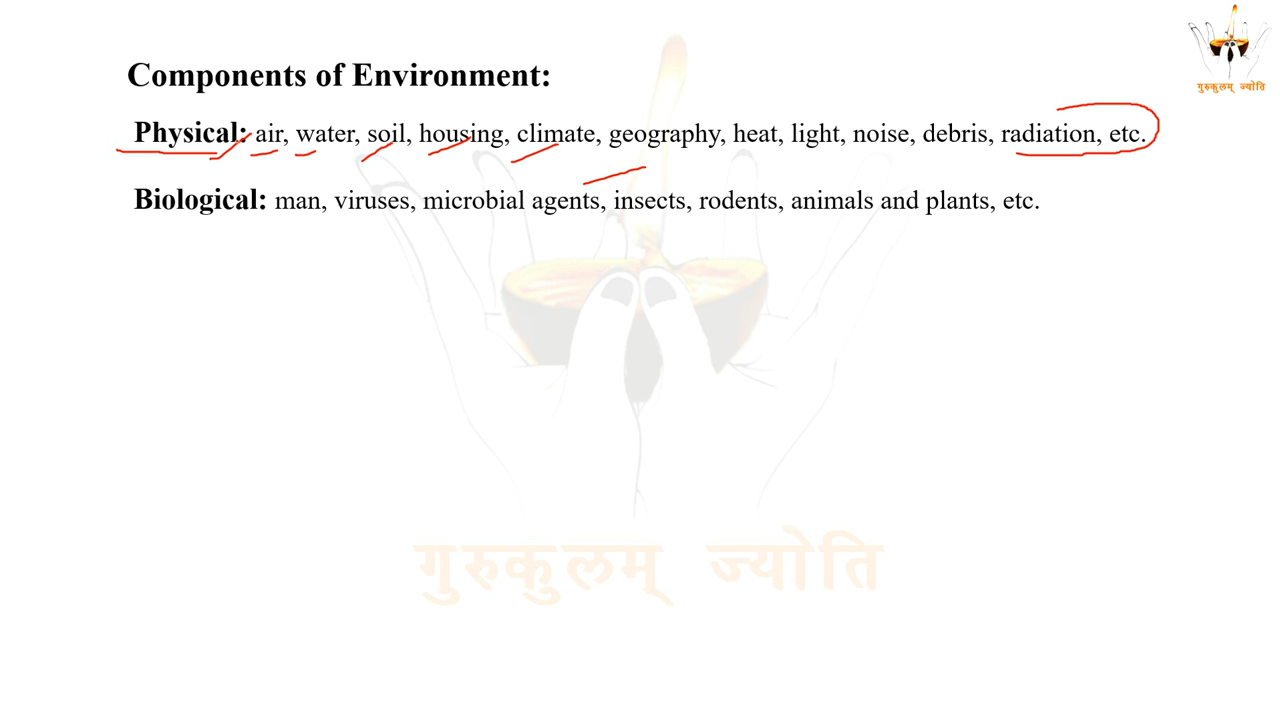 गुरुकुलम् ज्योति
Components of Environment:
Physical: air, water, soil, housing, climate, geography, heat, light, noise, debris, radiation, etc.
Biological: man, viruses, microbial agents, insects, rodents, animals and plants, etc.
गुरुकुलम् ज्योति